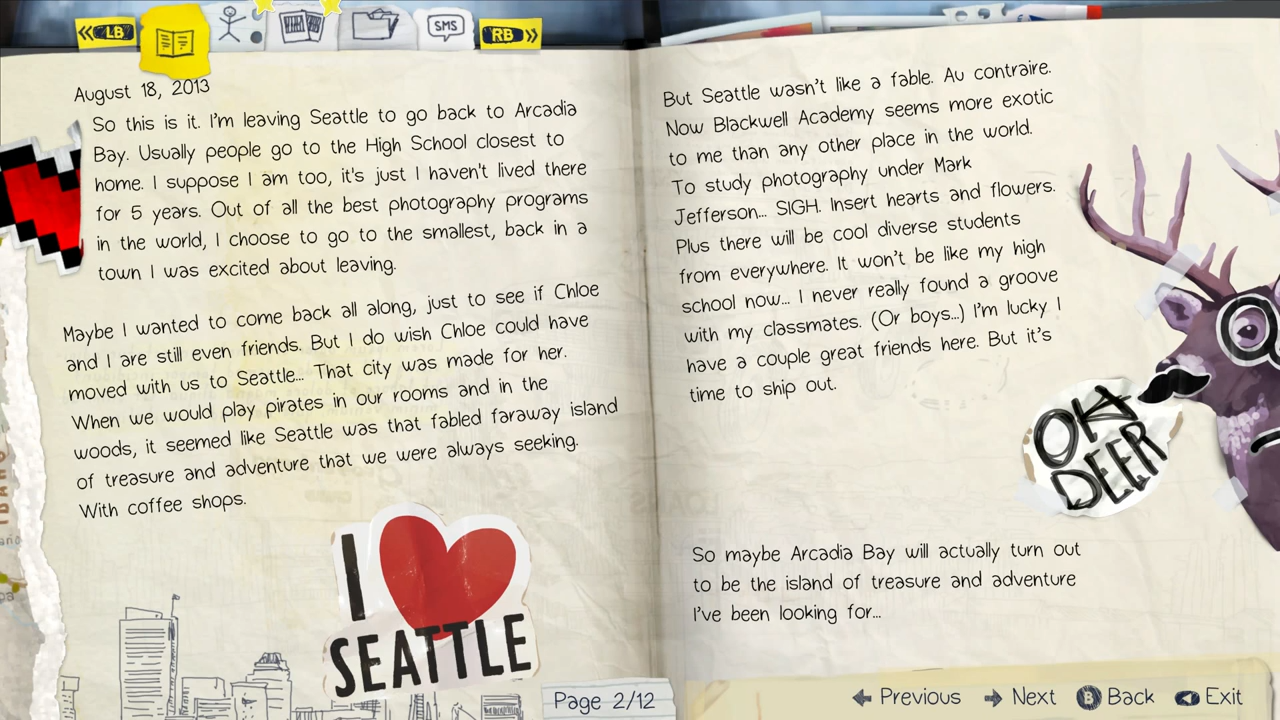 LB
SMS
RB
August 18, 2013
So this is it. I'm leaving Seattle to go back to Arcadia
Bay. Usually people go to the High School closest to
home. I suppose I am too, it's just I haven't lived there
for 5 years. Out of all the best photography programs
in the world, I choose to go to the smallest, back in a
town I was excited about leaving.
Maybe I wanted to come back all along, just to see if Chloe
and I are still even friends. But I do wish Chloe could have
moved with us to Seattle... That city was made for her.
When we would play pirates in our rooms and in the
woods, it seemed like Seattle was that fabled faraway island
of treasure and adventure that we were always seeking.
With coffee shops.
I
SEATTLE
Page 2/12
But Seattle wasn't like a fable. Au contraire.
Now Blackwell Academy seems more exotic
to me than any other place in the world.
To study photography under Mark
Jefferson... SIGH. Insert hearts and flowers.
Plus there will be cool diverse students
from everywhere. It won't be like my high
school now... I never really found a groove
with my classmates. (Or boys...) I'm lucky I
have a couple great friends here. But it's
time to ship out.
OH
DEER
So maybe Arcadia Bay will actually turn out
to be the island of treasure and adventure
I've been looking for...
Previous
Next
B Back
Exit